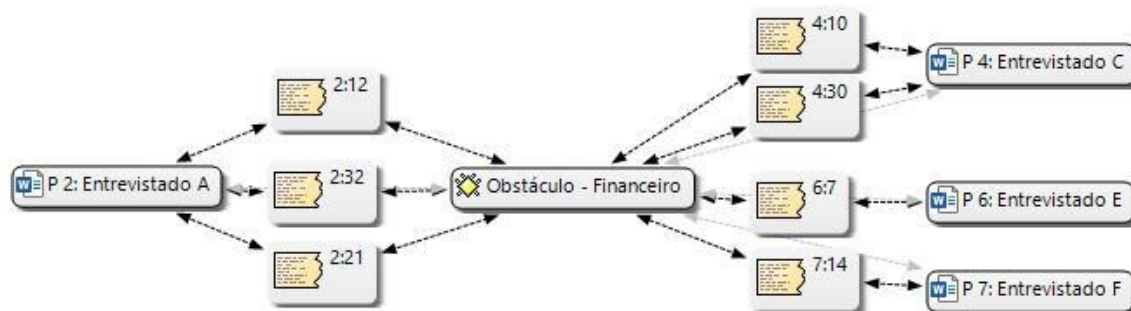 4:10
P 4: Entrevistado C
2:12
4:30
P 2: Entrevistado A
2:32
Obstáculo - Financeiro
6:7
P 6: Entrevistado E
2:21
7:14
P 7: Entrevistado F